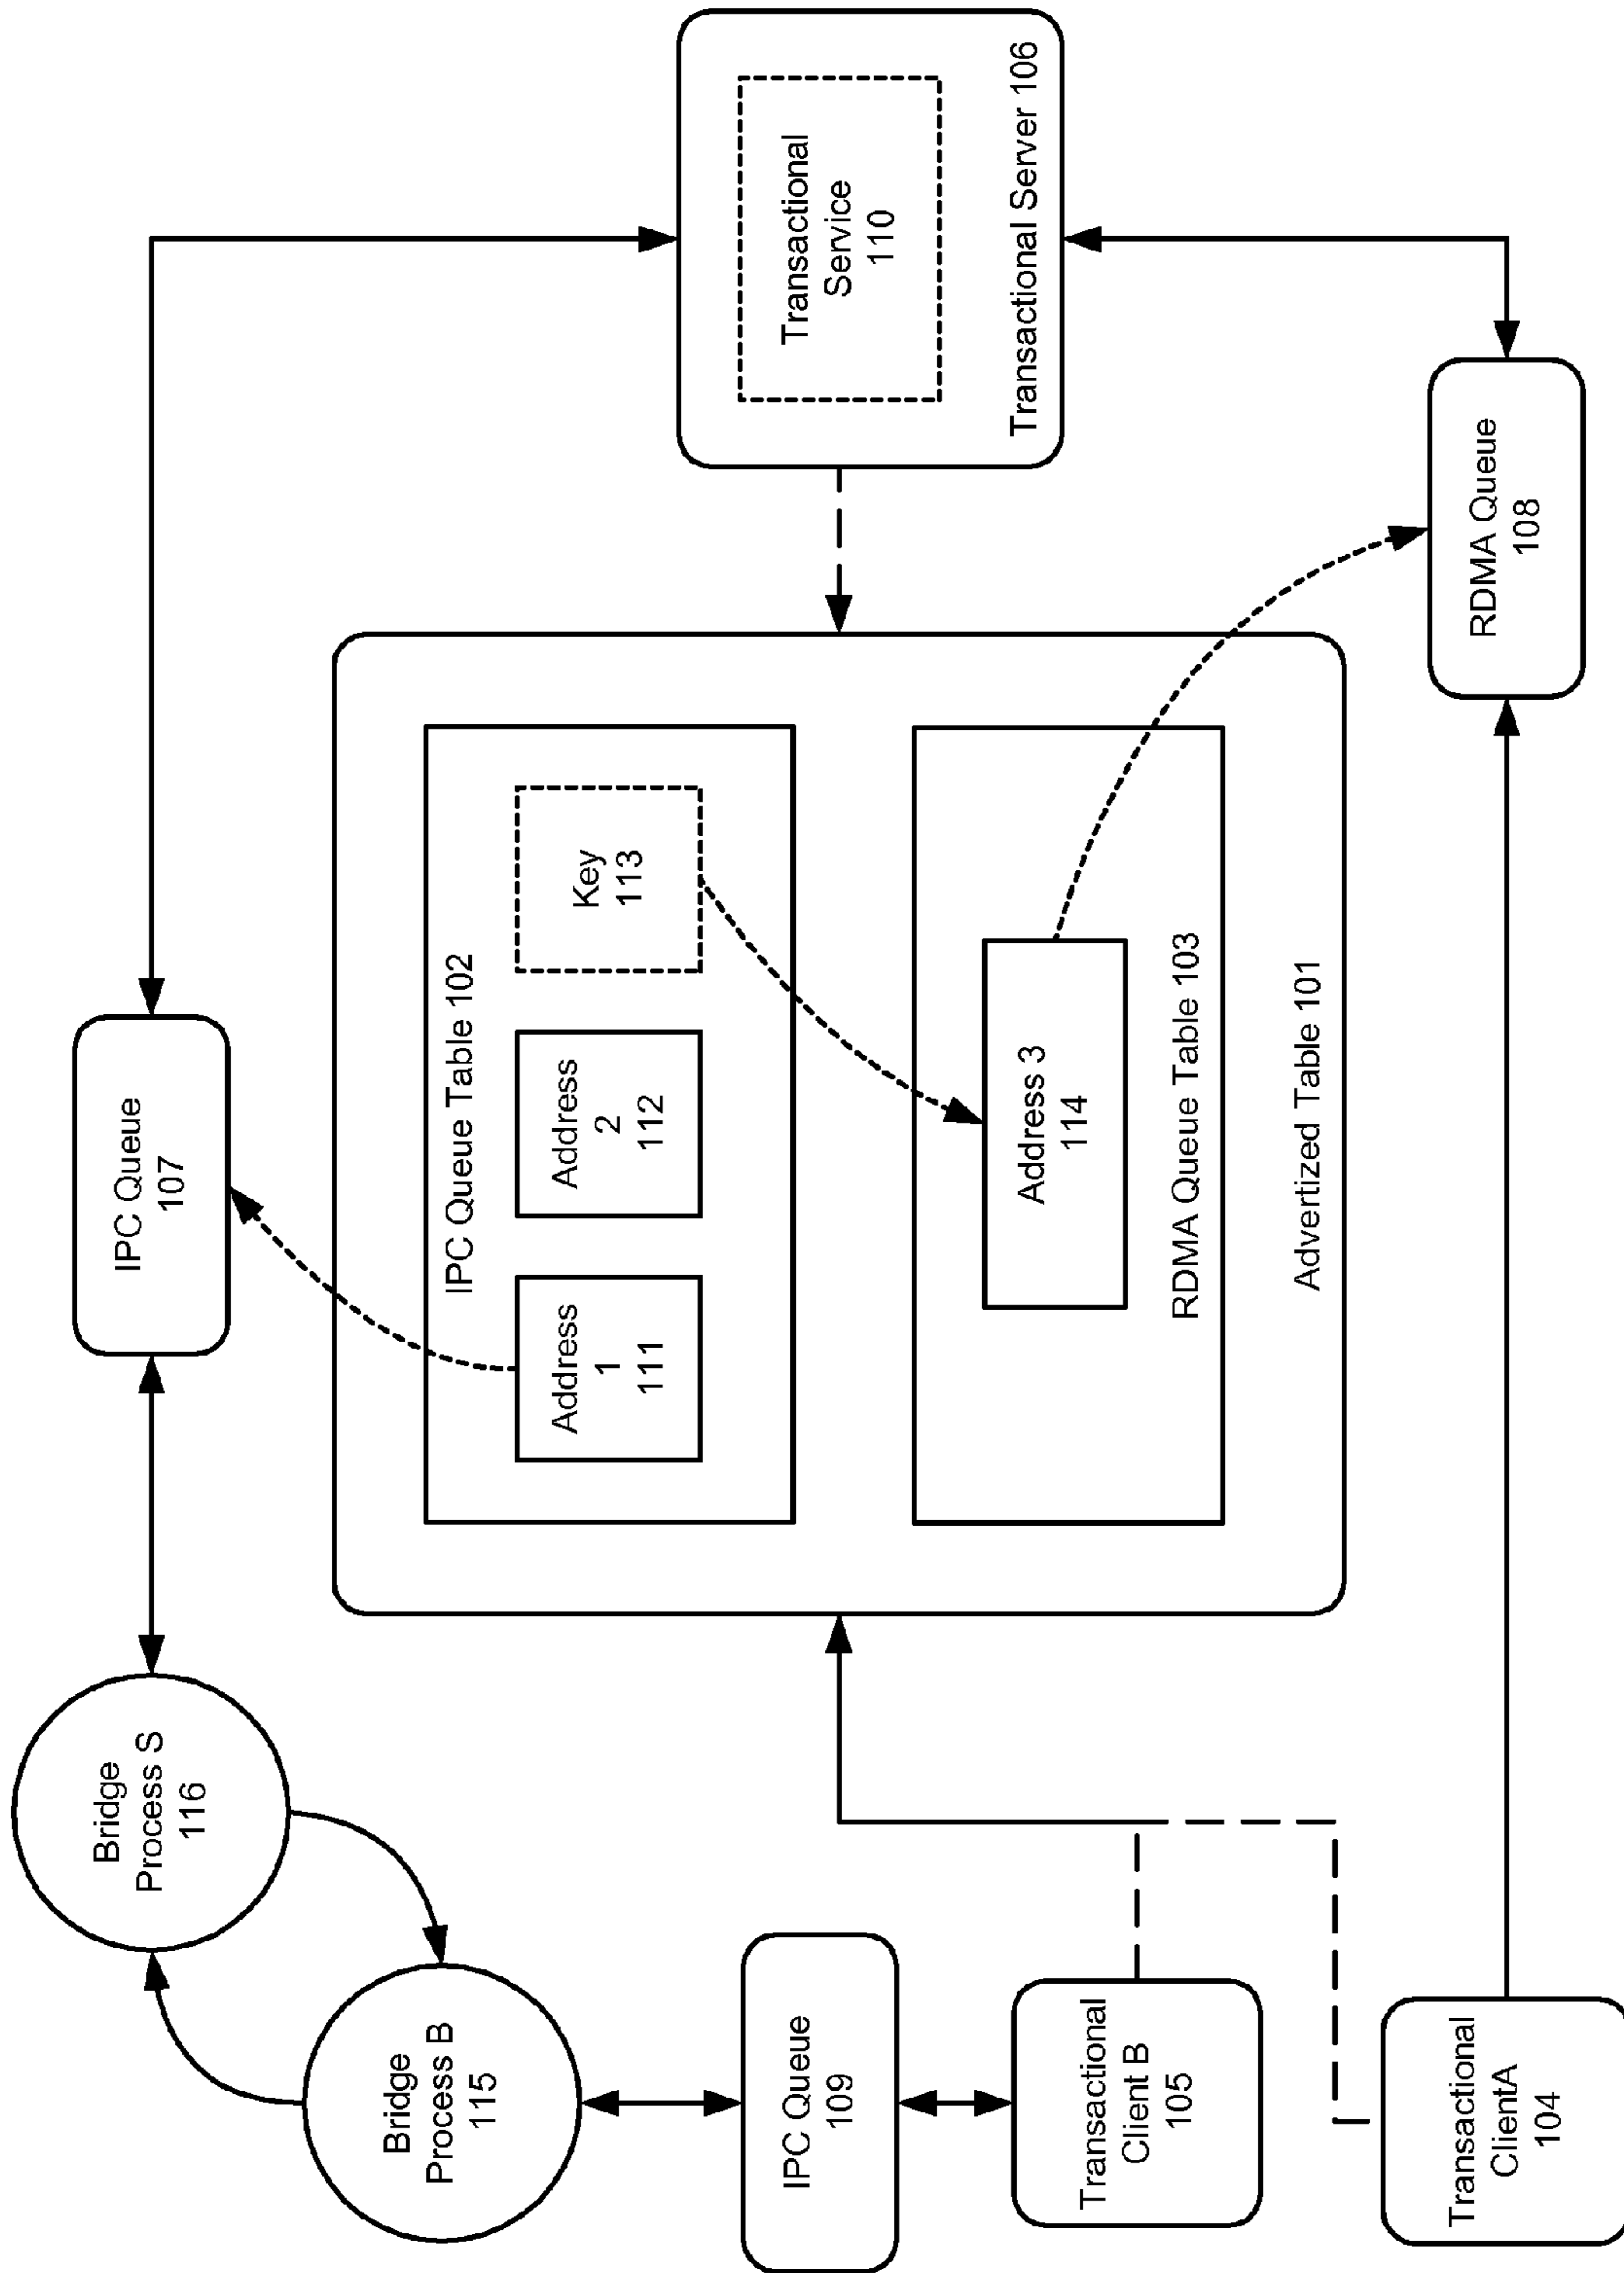 Bridge
Process S
116
IPC Queue
107
Bridge
Process B
115
IPC Queue
109
IPC Queue Table 102
Address
1
111
Address
2
112
Key
113
Transactional
Service
110
Transactional Server 106
Transactional
Client B
105
Address 3
114
RDMA Queue Table 103
Advertized Table 101
Transactional
ClientA
104
RDMA Queue
108